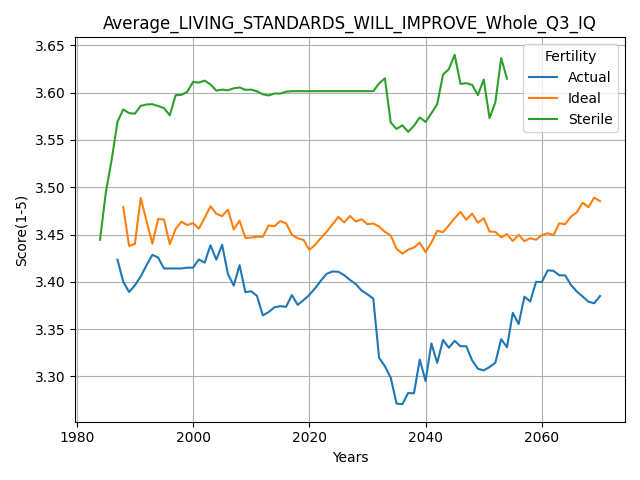 Average_LIVING_STANDARDS_WILL_IMPROVE_Whole_Q3_IQ
Fertility
Actual
Ideal
Sterile
Score(1-5)
3.65
3.60
3.55
3.50
3.45
3.40
3.35
3.30
1980 2000 2020 2040 2060
Years